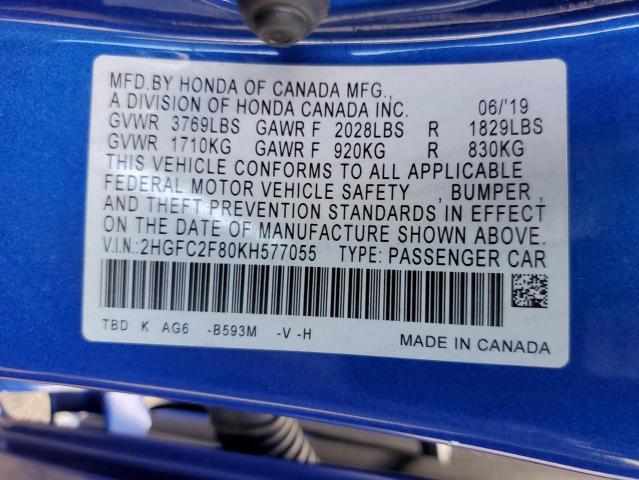 MFD.BY HONDA OF CANADA MFG.,
A DIVISION OF HONDA CANADA INC. 06/'19
GVWR 3769LBS GAWR F 2028LBS R 1829LBS
GVWR 1710KG GAWR F 920KG R 830KG
THIS VEHICLE CONFORMS TO ALL APPLICABLE
FEDERAL MOTOR VEHICLE SAFETY , BUMPER ,
AND THEFT PREVENTION STANDARDS IN EFFECT
ON THE DATE OF MANUFACTURE SHOWN ABOVE.
V.I.N.:2HGFC2F80KH577055 TYPE: PASSENGER CAR
TBD K AG6 -B593M -V -H
MADE IN CANADA